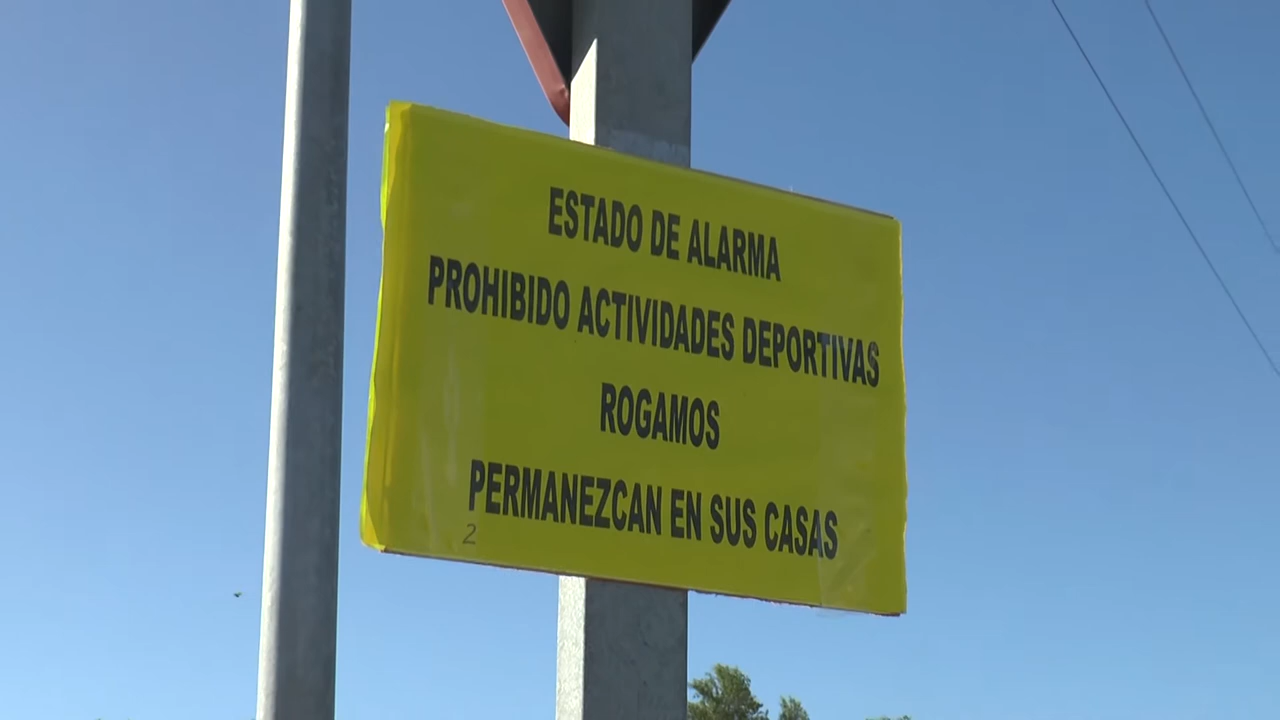 ESTADO DE ALARMA
PROHIBIDO ACTIVIDADES DEPORTIVAS
ROGAMOS
PERMANEZCAN EN SUS CASAS
2